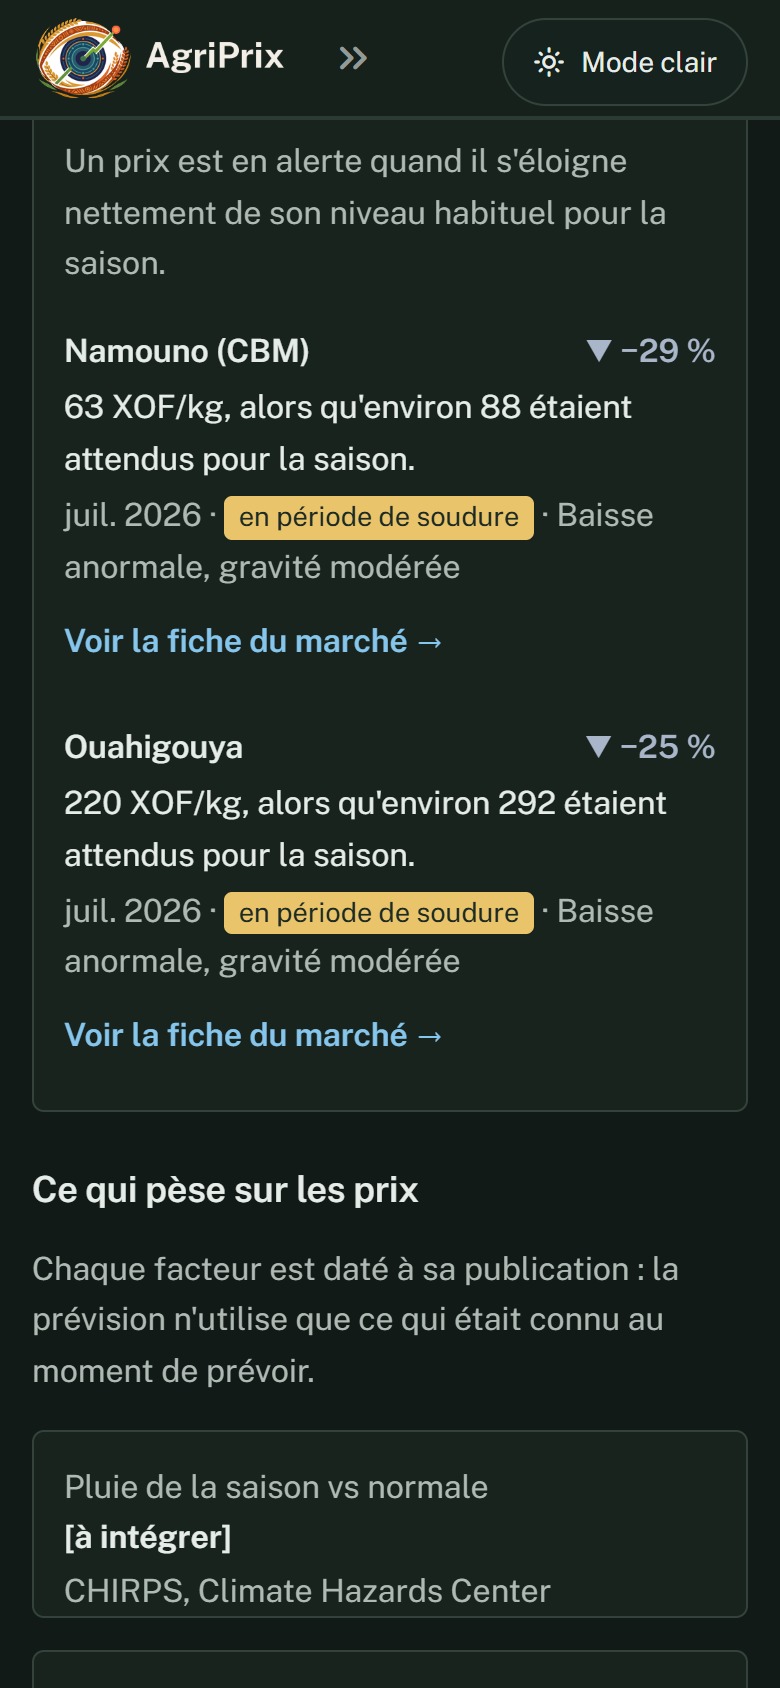 AgriPrix
»
Mode clair
Un prix est en alerte quand il s'éloigne
nettement de son niveau habituel pour la
saison.
Namouno (CBM) ▼ −29 %
63 XOF/kg, alors qu'environ 88 étaient
attendus pour la saison.
juil. 2026 · en période de soudure · Baisse
anormale, gravité modérée
Voir la fiche du marché →
Ouahigouya ▼ −25 %
220 XOF/kg, alors qu'environ 292 étaient
attendus pour la saison.
juil. 2026 · en période de soudure · Baisse
anormale, gravité modérée
Voir la fiche du marché →
Ce qui pèse sur les prix
Chaque facteur est daté à sa publication : la
prévision n'utilise que ce qui était connu au
moment de prévoir.
Pluie de la saison vs normale
[à intégrer]
CHIRPS, Climate Hazards Center